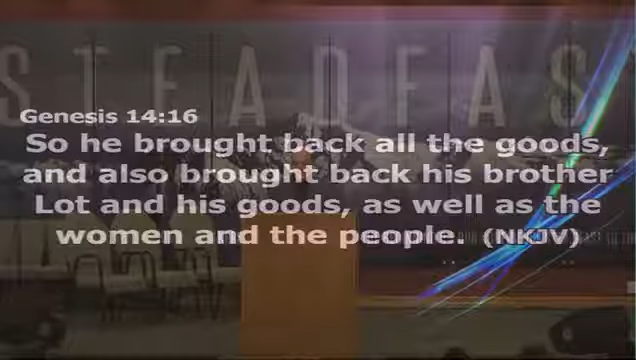 STEADFAS
Genesis 14:16
So he brought back all the goods,
and also brought back his brother
Lot and his goods, as well as the
women and the people. (NKJV)